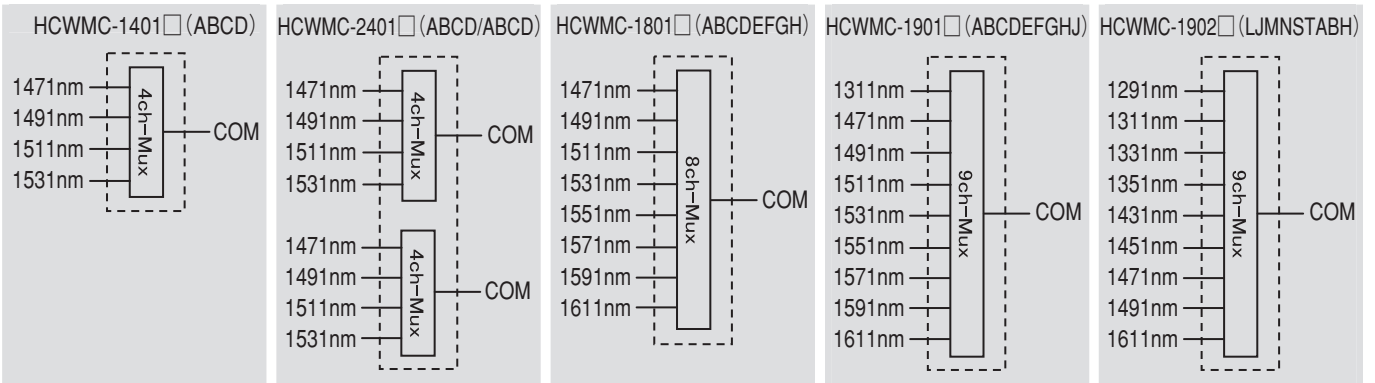 HCWMC-1401□(ABCD)
1471nm
1491nm
1511nm
1531nm
4ch-Mux
COM
HCWMC-2401□(ABCD/ABCD)
1471nm
1491nm
1511nm
1531nm
4ch-Mux
COM
1471nm
1491nm
1511nm
1531nm
4ch-Mux
COM
HCWMC-1801□(ABCDEFGH)
1471nm
1491nm
1511nm
1531nm
1551nm
1571nm
1591nm
1611nm
8ch-Mux
COM
HCWMC-1901□(ABCDEFGHJ)
1311nm
1471nm
1491nm
1511nm
1531nm
1551nm
1571nm
1591nm
1611nm
9ch-Mux
COM
HCWMC-1902□(LJMNSTABH)
1291nm
1311nm
1331nm
1351nm
1431nm
1451nm
1471nm
1491nm
1611nm
9ch-Mux
COM